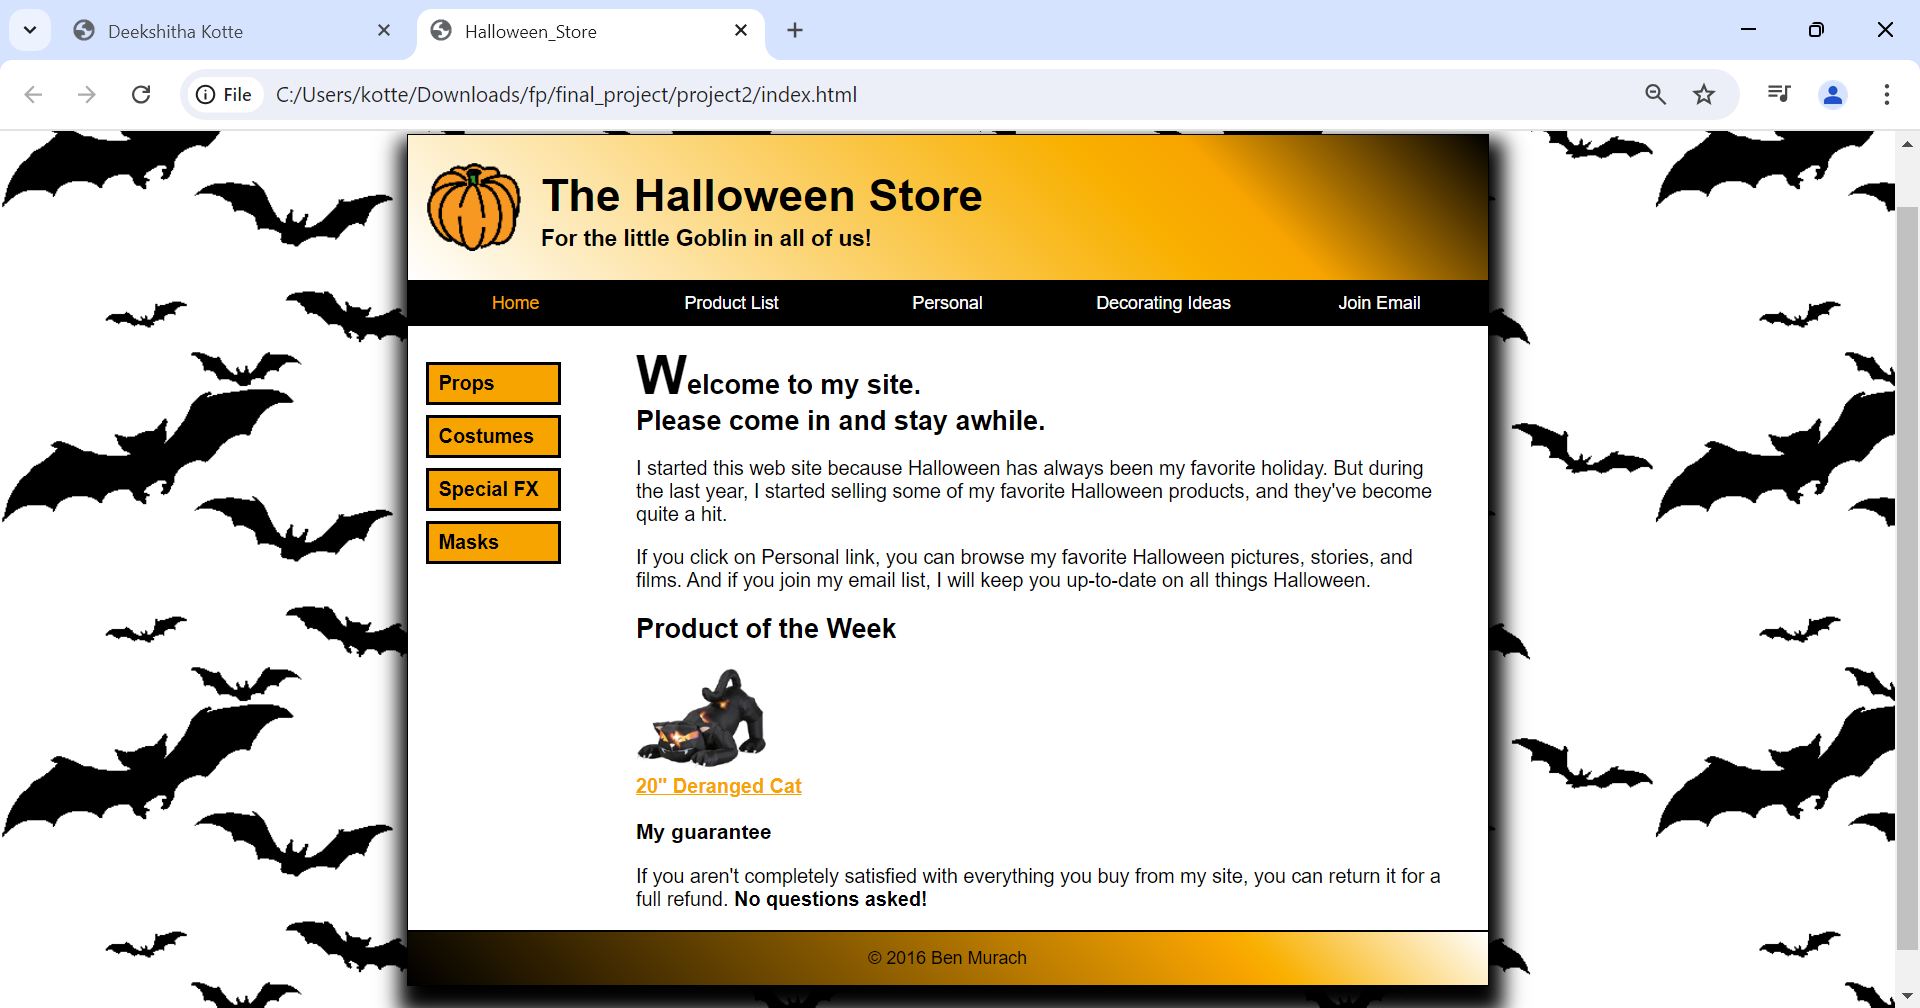 Deekshitha Kotte
Halloween_Store
File
C:/Users/kotte/Downloads/fp/final_project/project2/index.html
The Halloween Store
For the little Goblin in all of us!
Home Product List Personal Decorating Ideas Join Email
Props
Costumes
Special FX
Masks
Welcome to my site.
Please come in and stay awhile.
I started this web site because Halloween has always been my favorite holiday. But during
the last year, I started selling some of my favorite Halloween products, and they've become
quite a hit.
If you click on Personal link, you can browse my favorite Halloween pictures, stories, and
films. And if you join my email list, I will keep you up-to-date on all things Halloween.
Product of the Week
20" Deranged Cat
My guarantee
If you aren't completely satisfied with everything you buy from my site, you can return it for a
full refund. No questions asked!
© 2016 Ben Murach